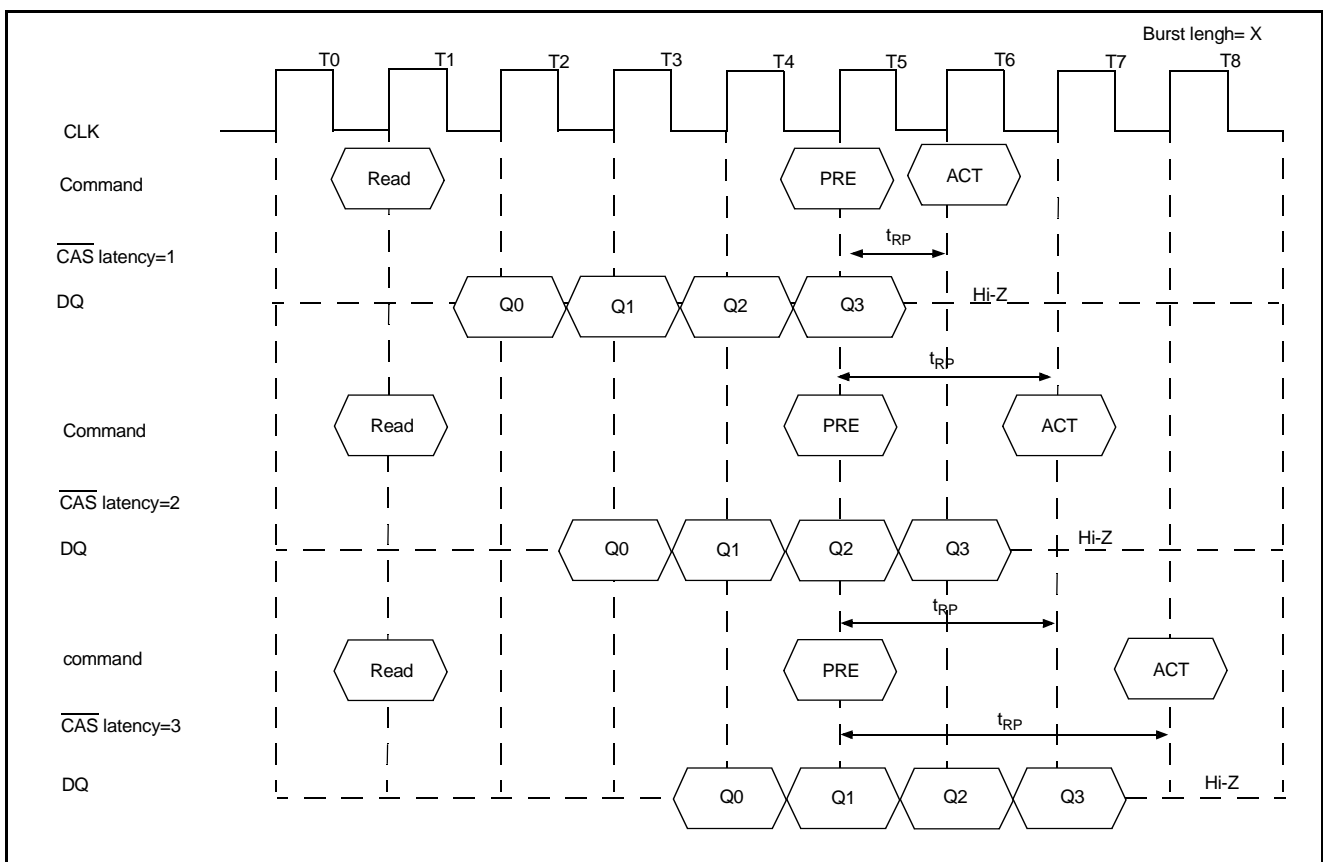 Burst lengh= X
T0 T1 T2 T3 T4 T5 T6 T7 T8
CLK
Command Read PRE ACT
tRP
CAS latency=1
DQ Q0 Q1 Q2 Q3 Hi-Z
tRP
Command Read PRE ACT
CAS latency=2
DQ Q0 Q1 Q2 Q3 Hi-Z
tRP
command Read PRE ACT
CAS latency=3
tRP
DQ Q0 Q1 Q2 Q3 Hi-Z